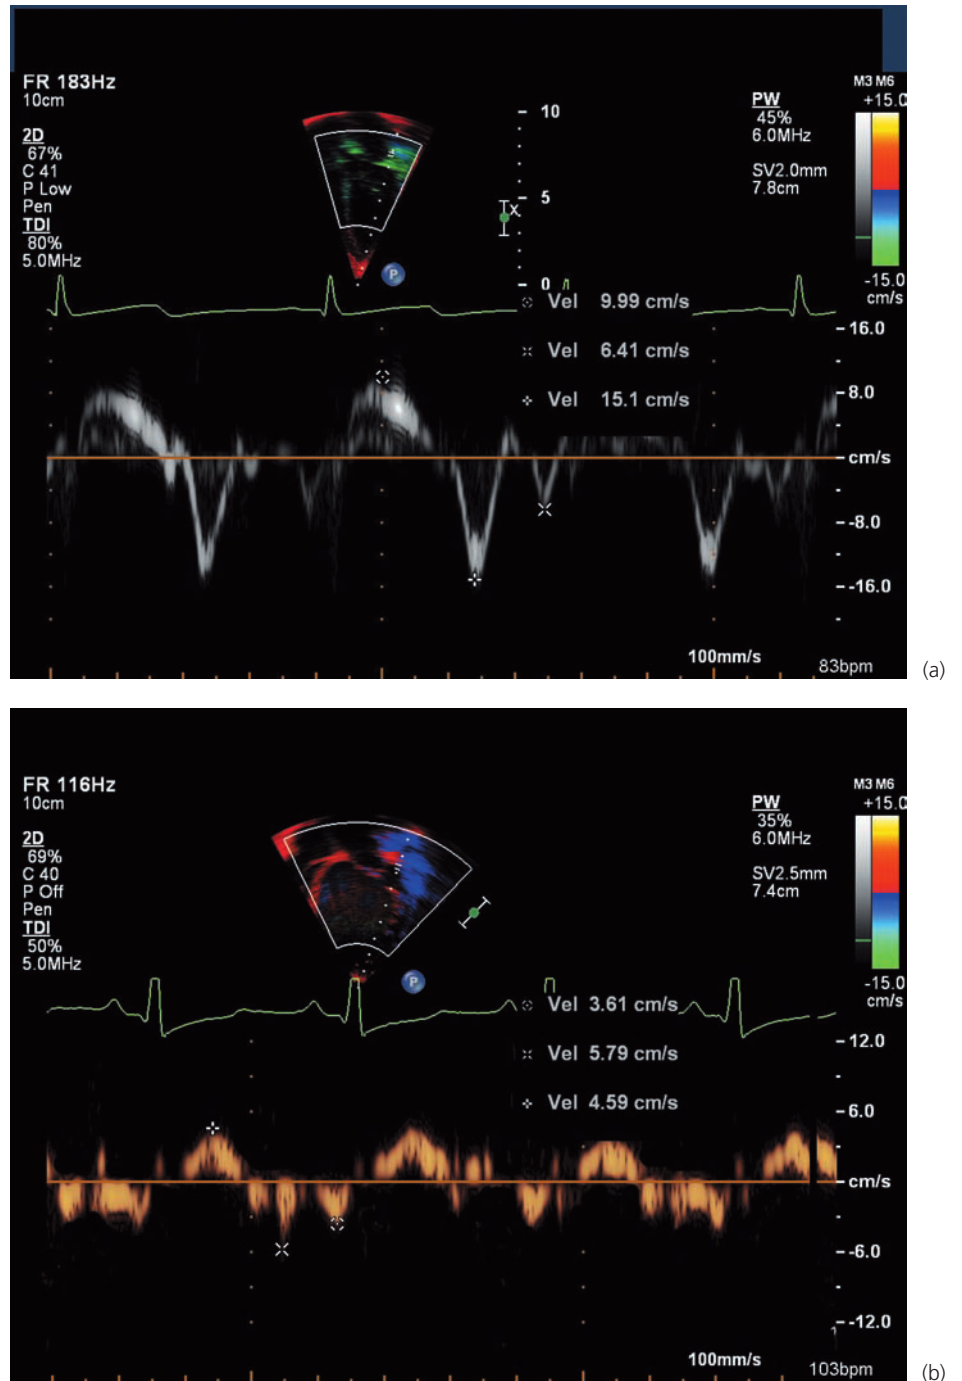 FR 183Hz
10cm
2D
67%
C 41
P Low
Pen
TDI
80%
5.0MHz
10
5
0
X
P
PW
45%
6.0MHz
SV2.0mm
7.8cm
M3 M6
+15.0
-15.0
cm/s
Vel 9.99 cm/s
Vel 6.41 cm/s
Vel 15.1 cm/s
16.0
8.0
cm/s
-8.0
-16.0
100mm/s
83bpm
(a)
FR 116Hz
10cm
2D
69%
C 40
P Off
Pen
TDI
50%
5.0MHz
P
PW
35%
6.0MHz
SV2.5mm
7.4cm
M3 M6
+15.0
-15.0
cm/s
Vel 3.61 cm/s
Vel 5.79 cm/s
Vel 4.59 cm/s
12.0
6.0
cm/s
-6.0
-12.0
100mm/s
103bpm
(b)